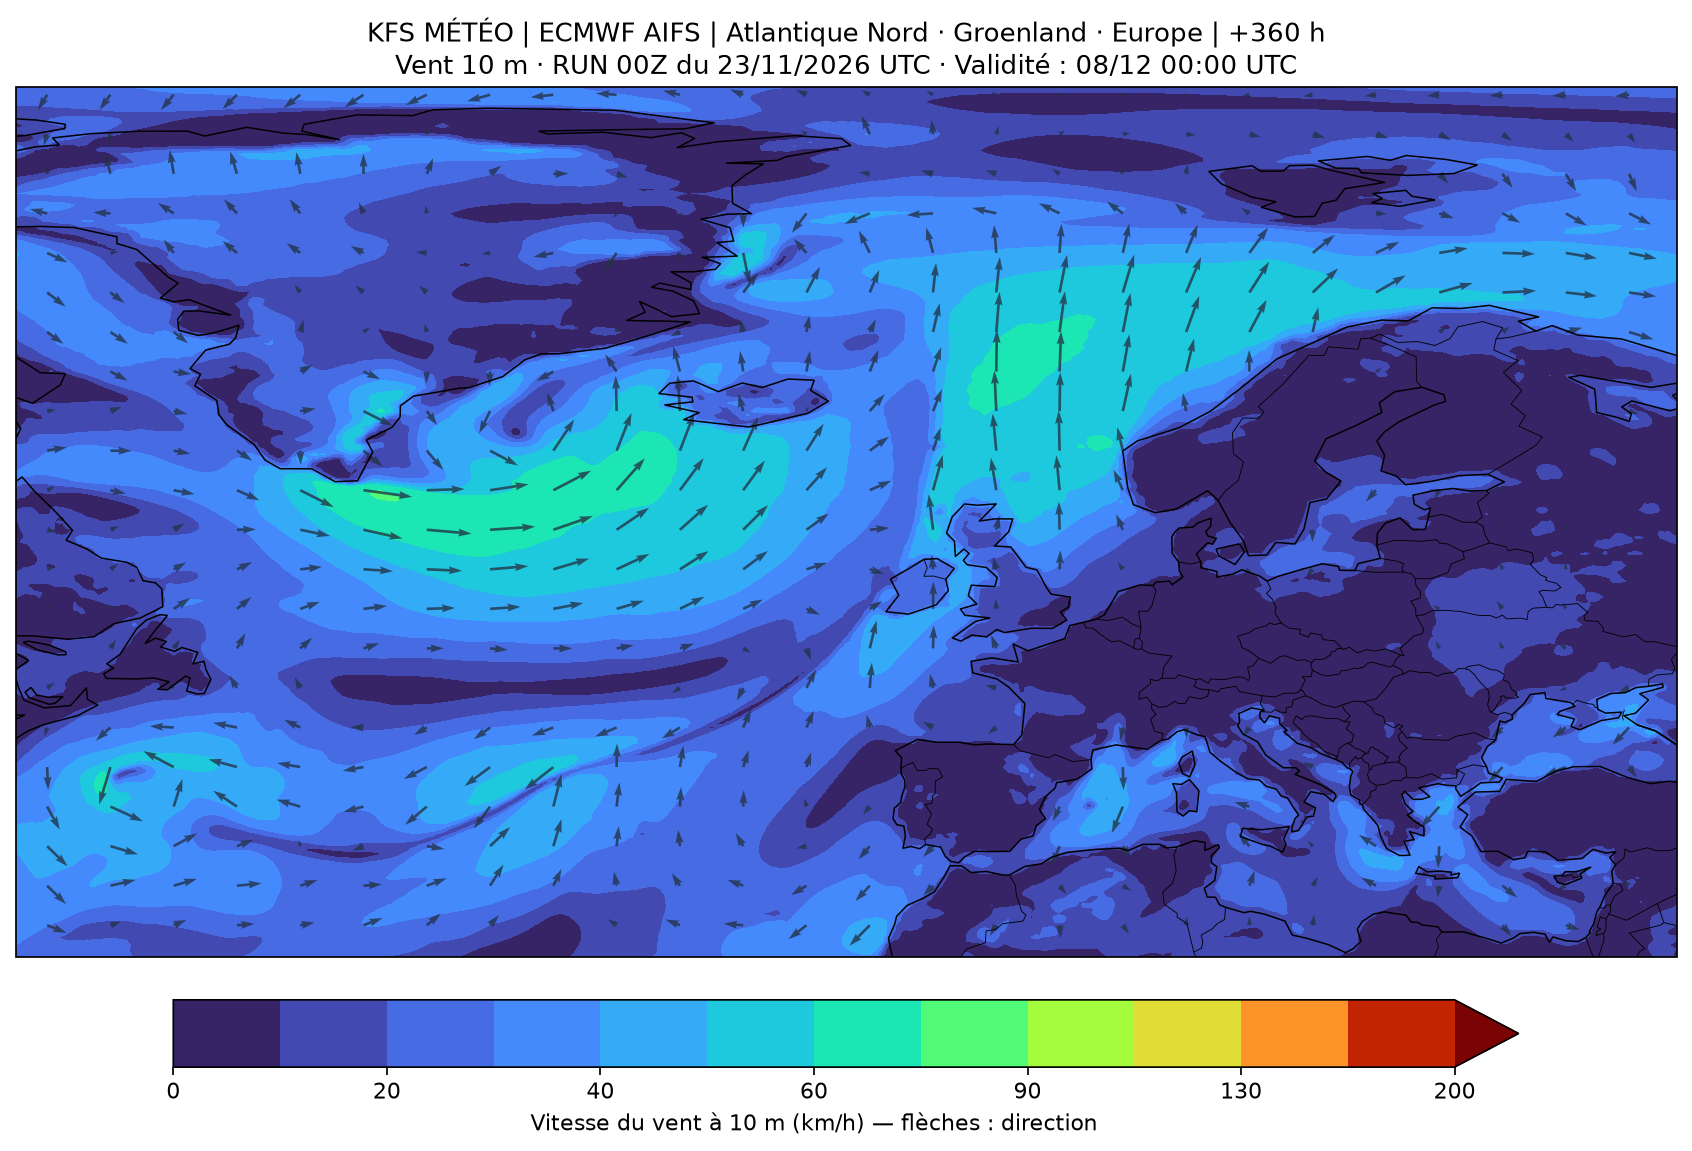 KFS MÉTÉO | ECMWF AIFS | Atlantique Nord · Groenland · Europe | +360 h
Vent 10 m · RUN 00Z du 23/11/2026 UTC · Validité : 08/12 00:00 UTC
0 20 40 60 90 130 200
Vitesse du vent à 10 m (km/h) — flèches : direction